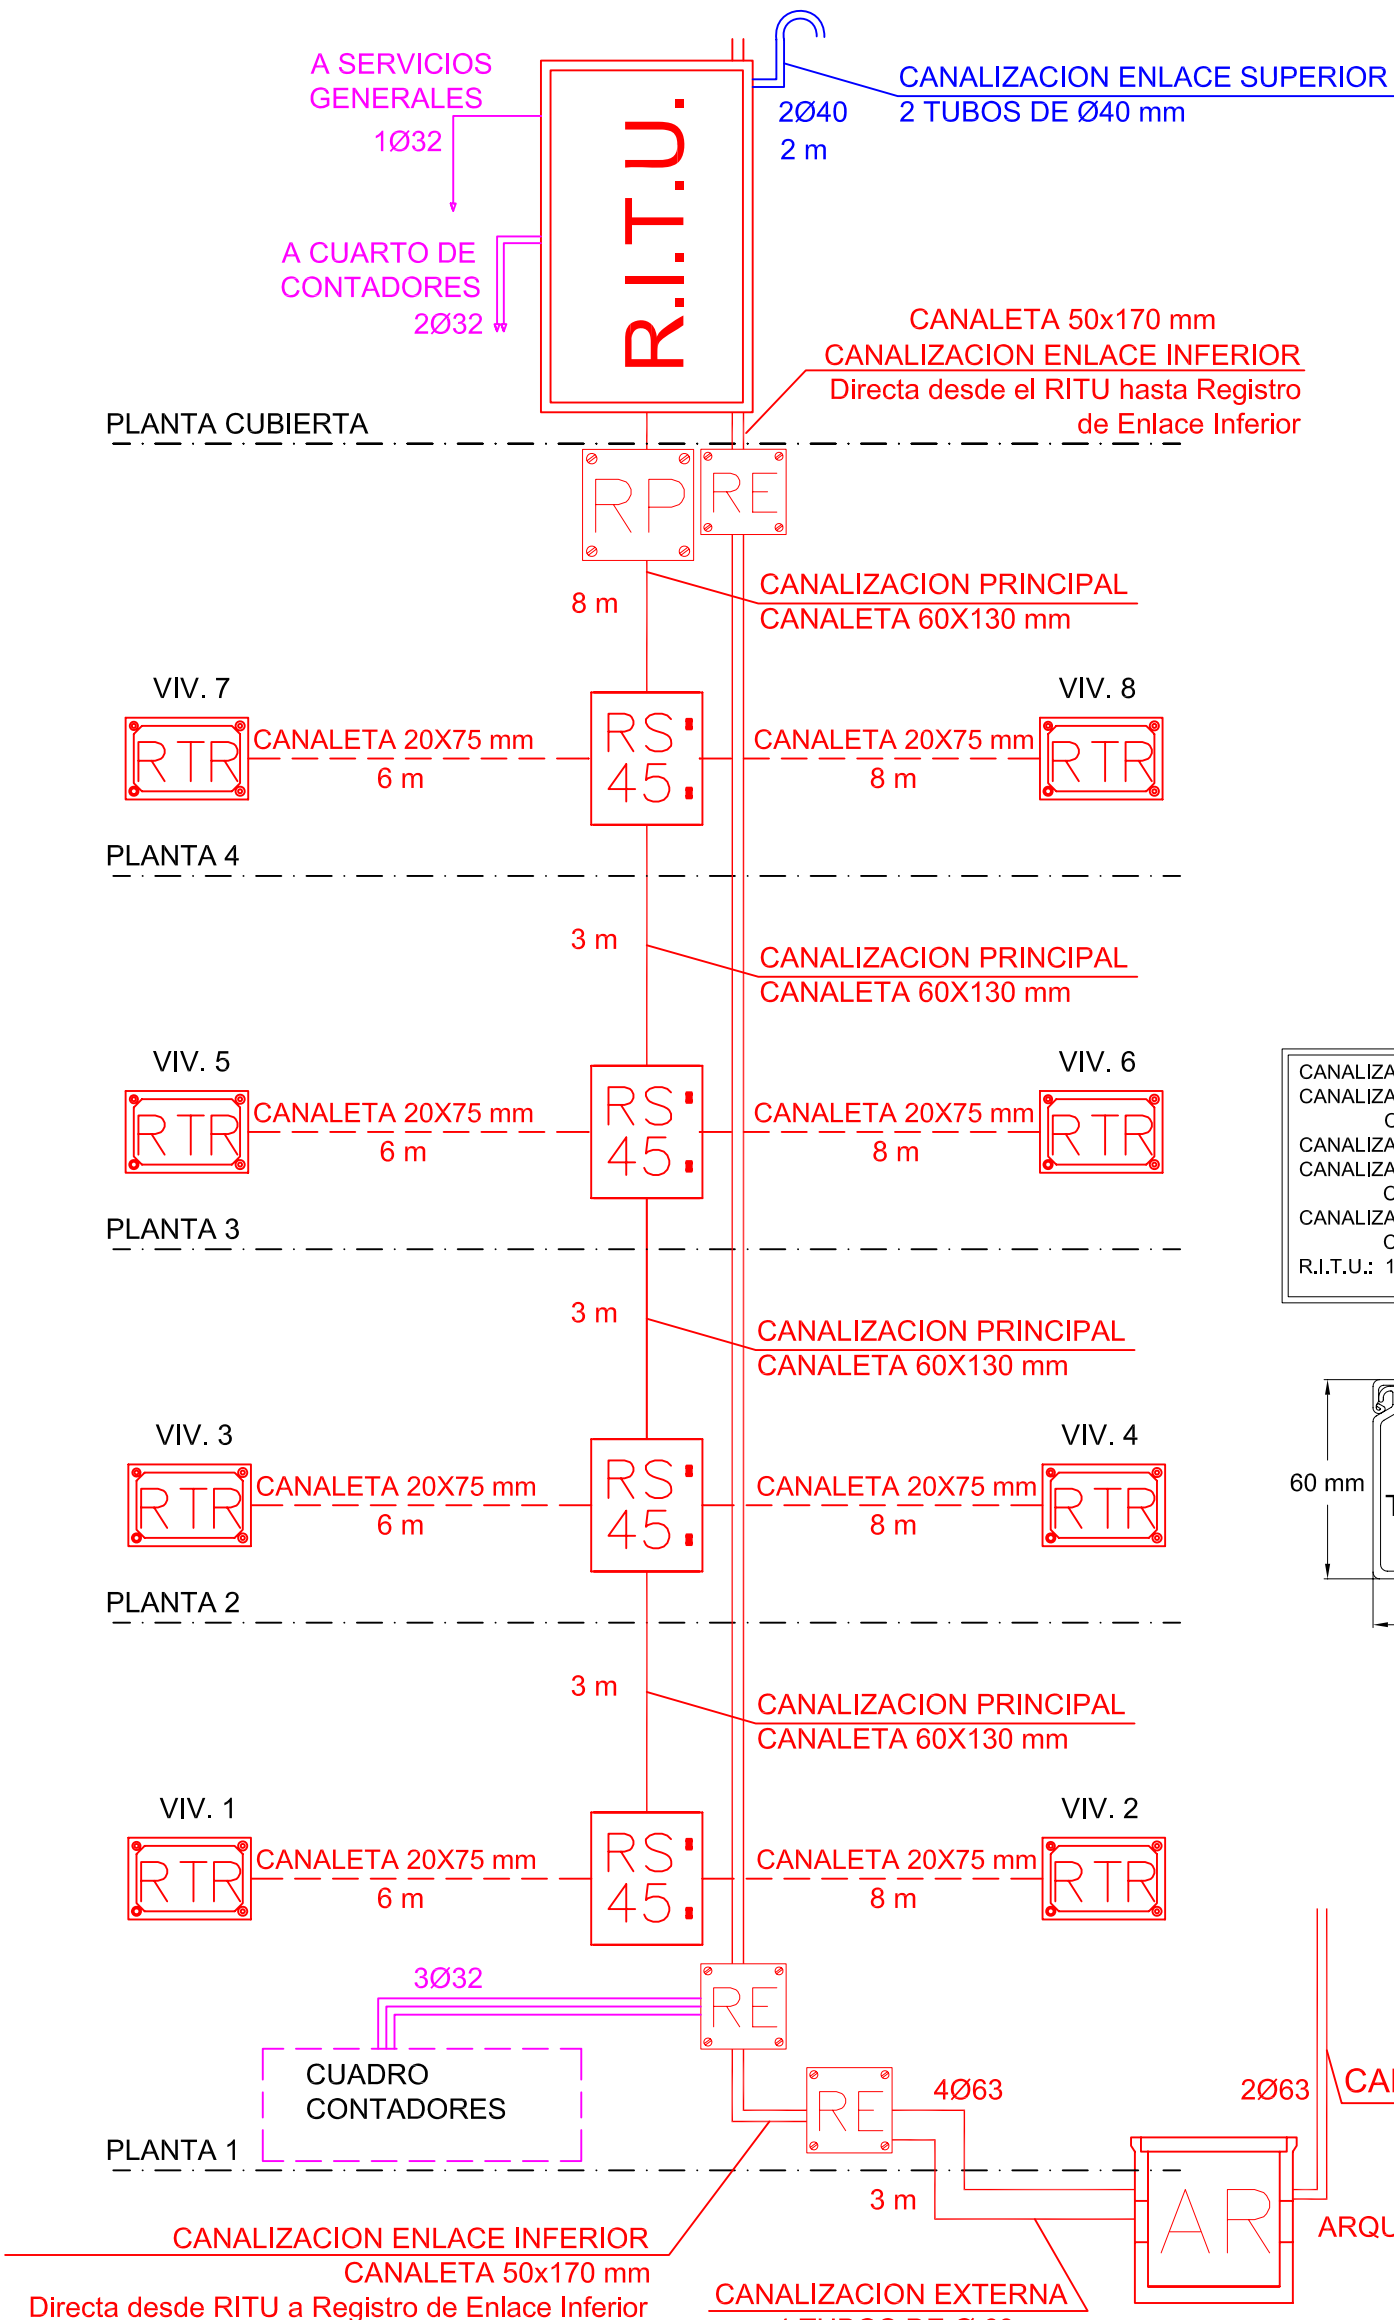 A SERVICIOS
GENERALES
1Ø32
CANALIZACION ENLACE SUPERIOR
2Ø40
2 TUBOS DE Ø40 mm
2 m
R.I.T.U.
A CUARTO DE
CONTADORES
2Ø32
CANALETA 50x170 mm
CANALIZACION ENLACE INFERIOR
Directa desde el RITU hasta Registro
de Enlace Inferior
PLANTA CUBIERTA
RP
RE
8 m
CANALIZACION PRINCIPAL
CANALETA 60X130 mm
VIV. 7
VIV. 8
RTR
CANALETA 20X75 mm
6 m
RS
45
CANALETA 20X75 mm
8 m
RTR
PLANTA 4
3 m
CANALIZACION PRINCIPAL
CANALETA 60X130 mm
VIV. 5
VIV. 6
RTR
CANALETA 20X75 mm
6 m
RS
45
CANALETA 20X75 mm
8 m
RTR
PLANTA 3
CANALIZA
CANALIZA
C
CANALIZA
CANALIZA
C
CANALIZA
C
R.I.T.U.: 1
3 m
CANALIZACION PRINCIPAL
CANALETA 60X130 mm
VIV. 3
VIV. 4
RTR
CANALETA 20X75 mm
6 m
RS
45
CANALETA 20X75 mm
8 m
RTR
60 mm
T
PLANTA 2
3 m
CANALIZACION PRINCIPAL
CANALETA 60X130 mm
VIV. 1
VIV. 2
RTR
CANALETA 20X75 mm
6 m
RS
45
CANALETA 20X75 mm
8 m
RTR
3Ø32
RE
CUADRO
CONTADORES
RE
4Ø63
2Ø63
CA
PLANTA 1
3 m
AR
ARQU
CANALIZACION ENLACE INFERIOR
CANALETA 50x170 mm
Directa desde RITU a Registro de Enlace Inferior
CANALIZACION EXTERNA